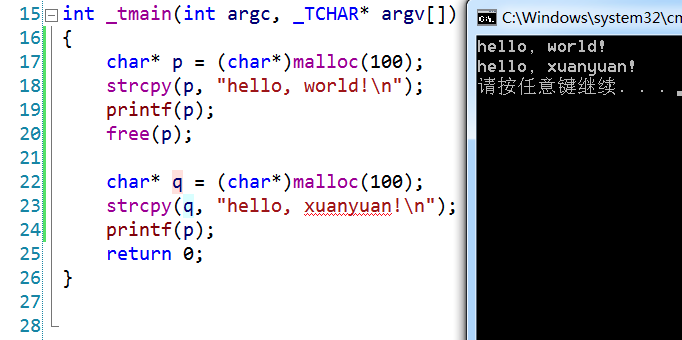 15 int _tmain(int argc, _TCHAR* argv[])
16 {
17 char* p = (char*)malloc(100);
18 strcpy(p, "hello, world!\n");
19 printf(p);
20 free(p);
21
22 char* q = (char*)malloc(100);
23 strcpy(q, "hello, xuanyuan!\n");
24 printf(p);
25 return 0;
26 }
27
28
C:\Windows\system32\cm
hello, world!
hello, xuanyuan!
请按任意键继续. . .